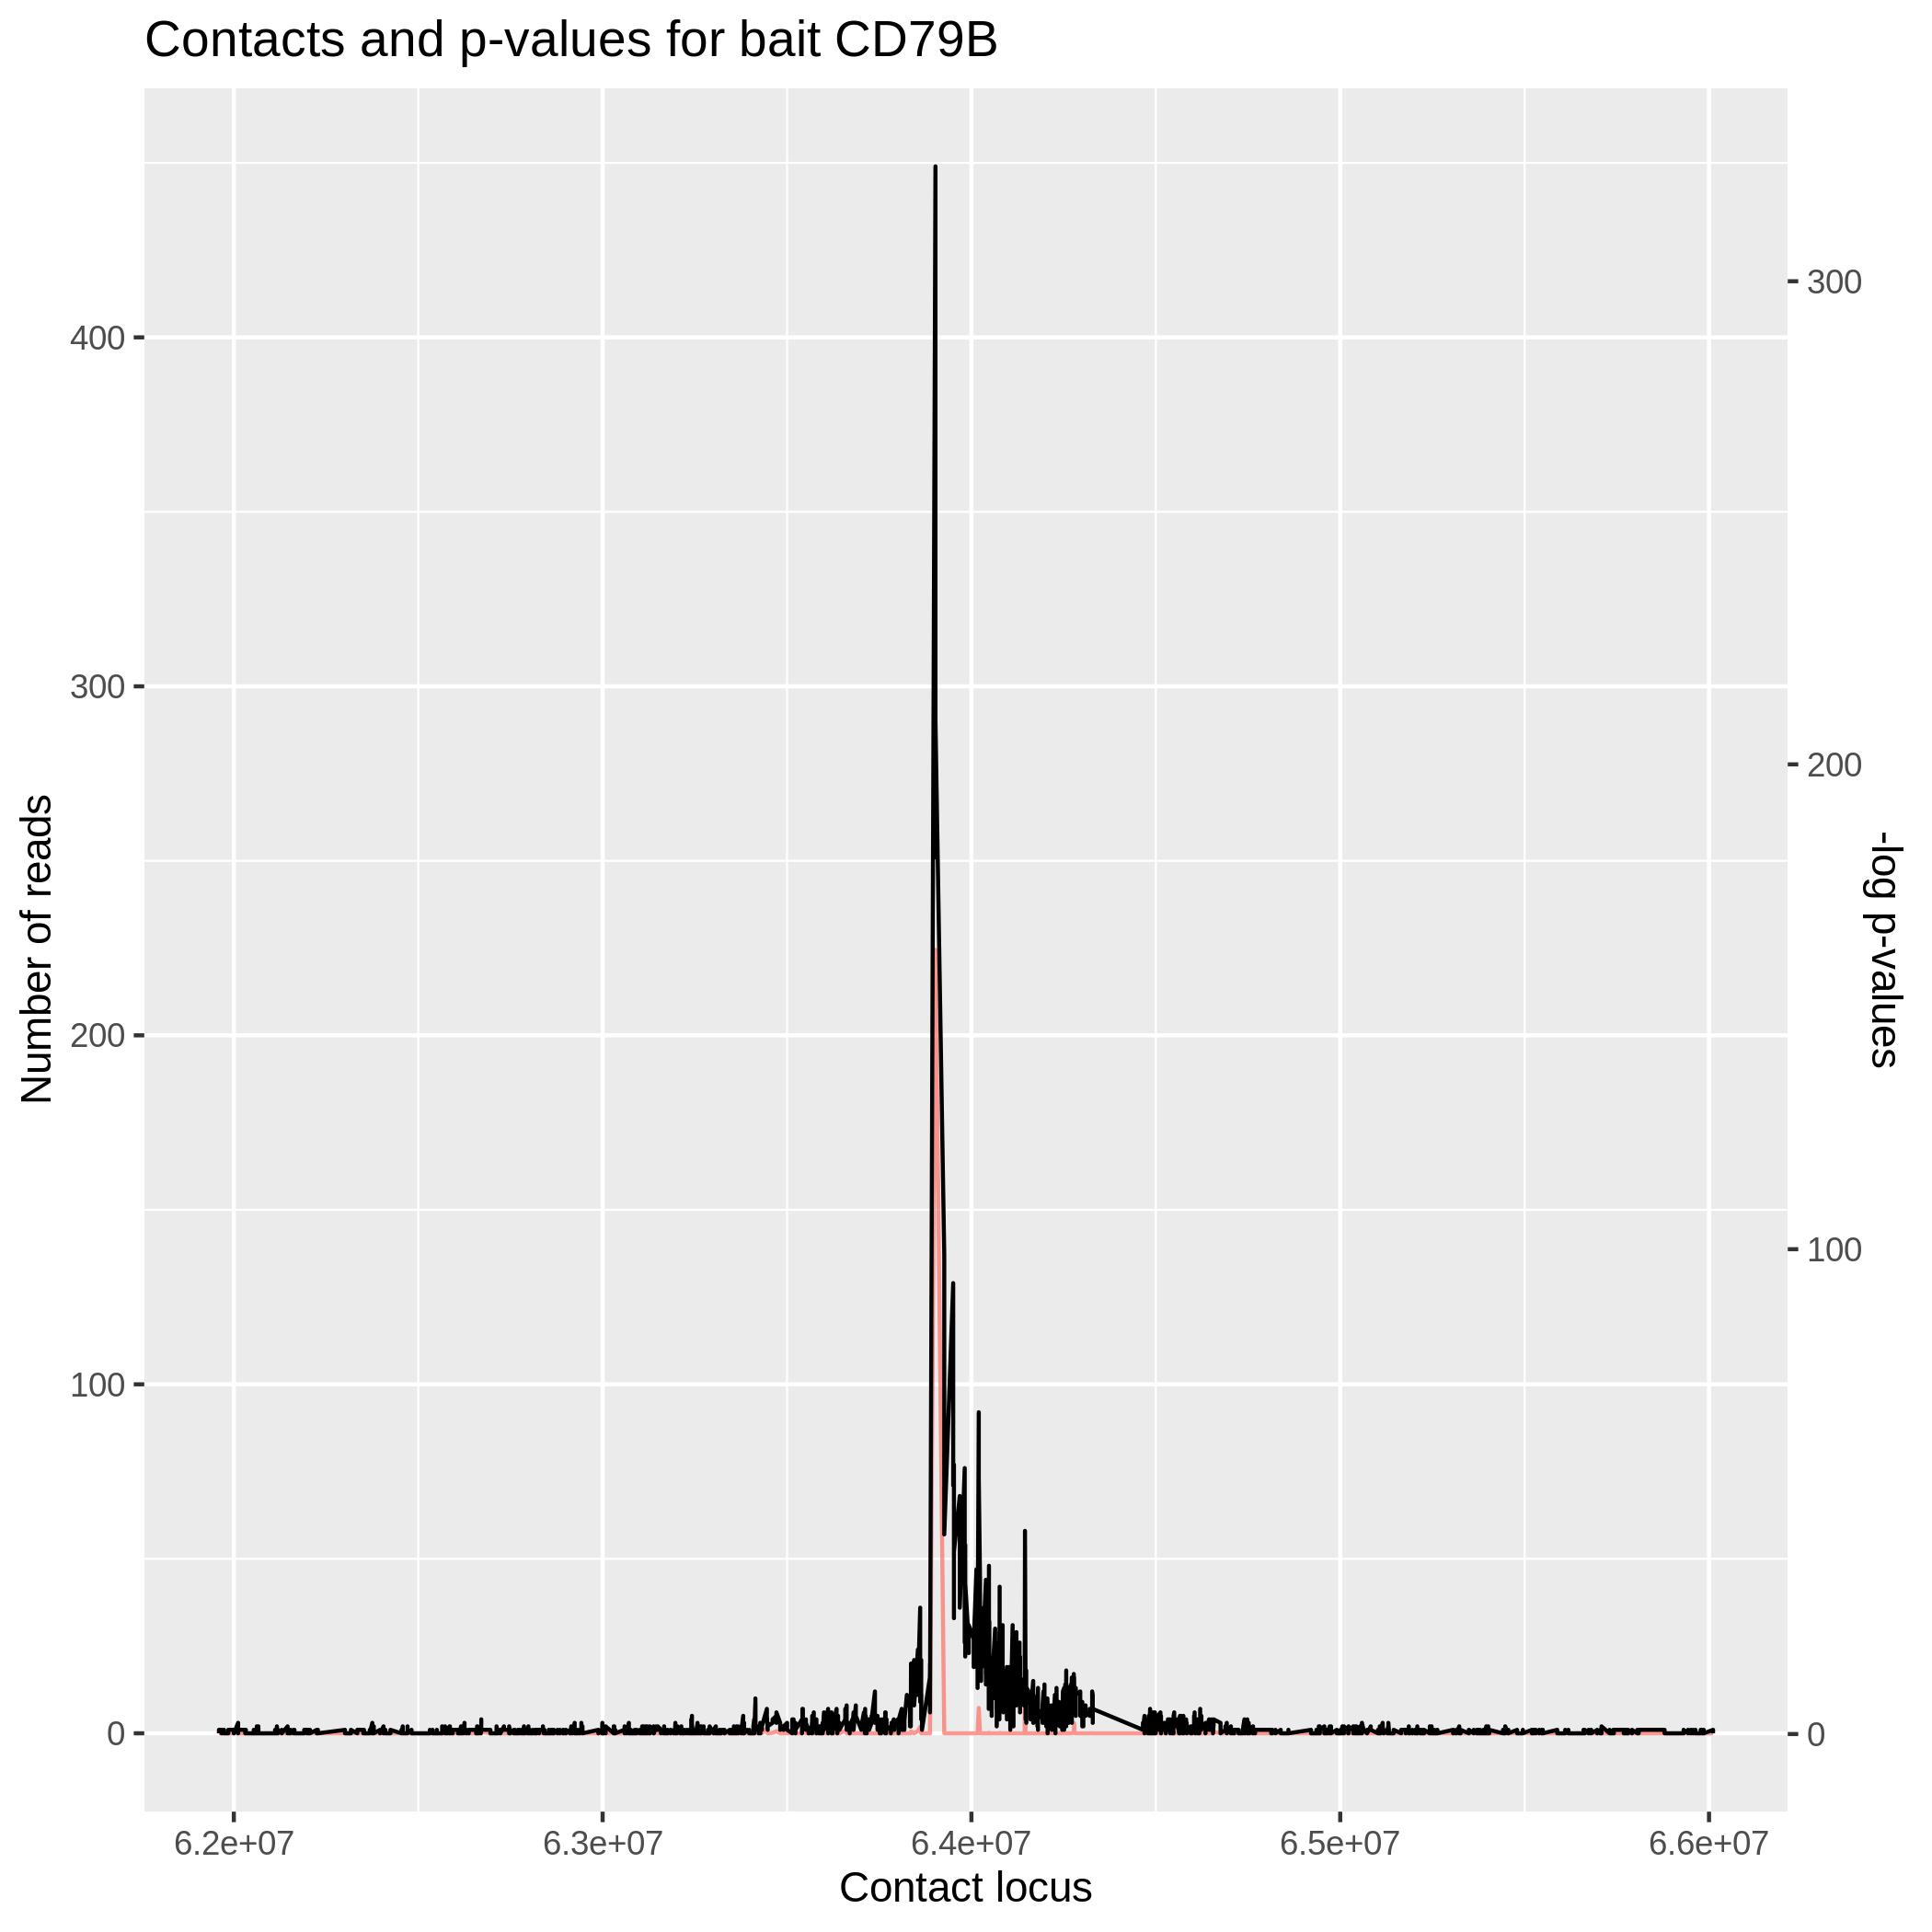 Contacts and p-values for bait CD79B
Number of reads
400
300
200
100
0
300
200
100
0
-log p-values
6.2e+07 6.3e+07 6.4e+07 6.5e+07 6.6e+07
Contact locus